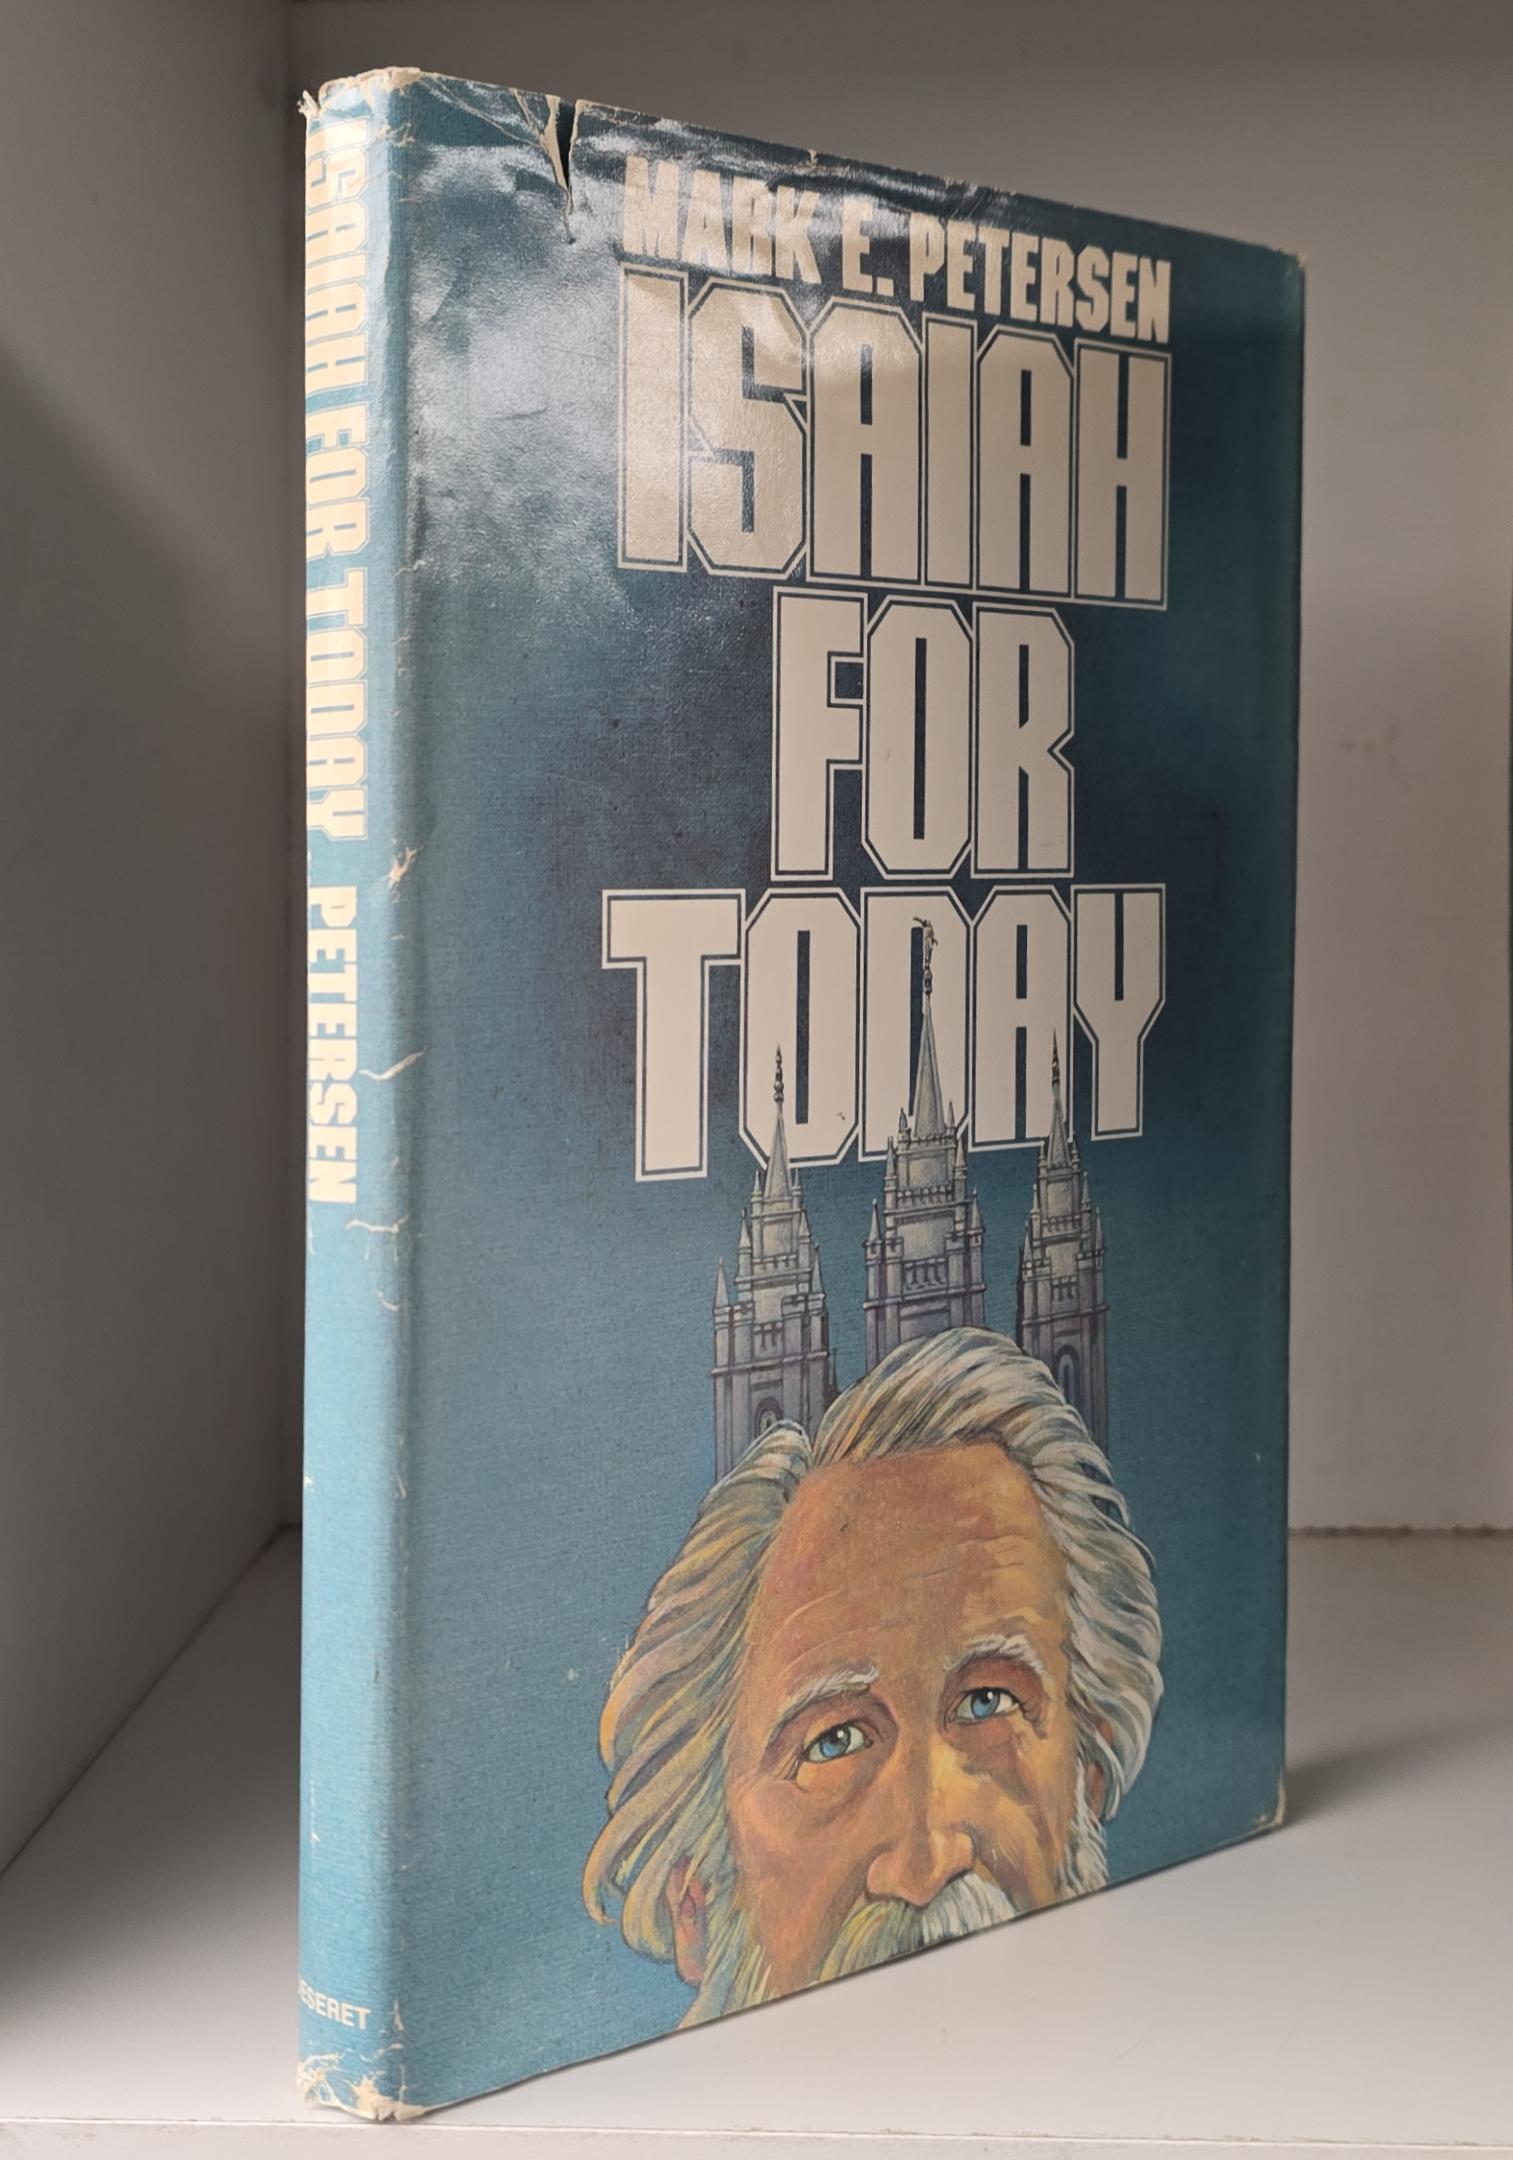 ISAIAH FOR TODAY PETERSEN
DESERET
MARK E. PETERSEN
ISAIAH
FOR
TODAY